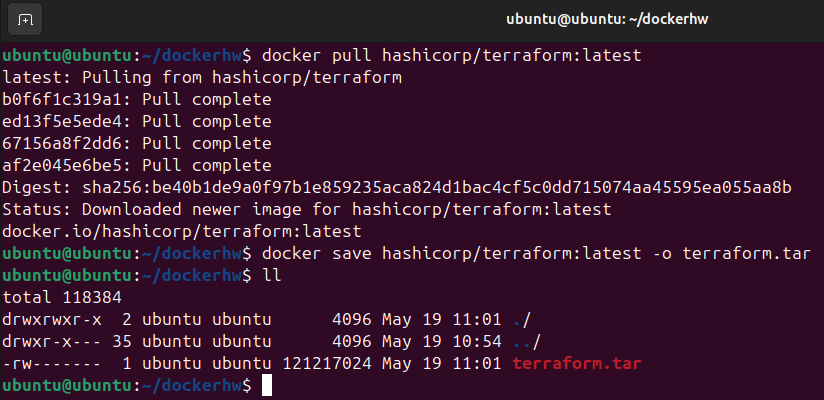 ubuntu@ubuntu: ~/dockerhw
ubuntu@ubuntu:~/dockerhw$ docker pull hashicorp/terraform:latest
latest: Pulling from hashicorp/terraform
b0f6f1c319a1: Pull complete
ed13f5e5ede4: Pull complete
67156a8f2dd6: Pull complete
af2e045e6be5: Pull complete
Digest: sha256:be40b1de9a0f97b1e859235aca824d1bac4cf5c0dd715074aa45595ea055aa8b
Status: Downloaded newer image for hashicorp/terraform:latest
docker.io/hashicorp/terraform:latest
ubuntu@ubuntu:~/dockerhw$ docker save hashicorp/terraform:latest -o terraform.tar
ubuntu@ubuntu:~/dockerhw$ ll
total 118384
drwxrwxr-x  2 ubuntu ubuntu      4096 May 19 11:01 ./
drwxr-x--- 35 ubuntu ubuntu      4096 May 19 10:54 ../
-rw-------  1 ubuntu ubuntu 121217024 May 19 11:01 terraform.tar
ubuntu@ubuntu:~/dockerhw$